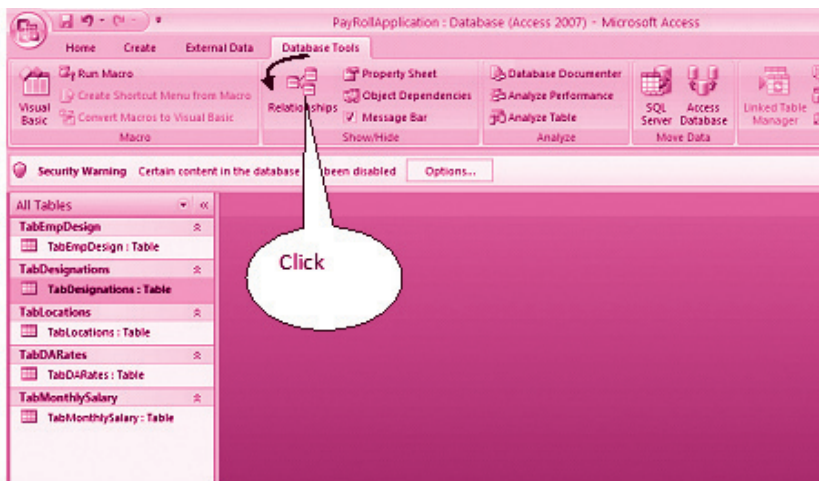 PayRollApplication : Database (Access 2007) - Microsoft Access
Home Create External Data Database Tools
Visual Basic
Run Macro
Create Shortcut Menu from Macro
Convert Macros to Visual Basic
Macro
Relationships
Property Sheet
Object Dependencies
Message Bar
Show/Hide
Database Documenter
Analyze Performance
Analyze Table
Analyze
SQL Server
Access Database
Move Data
Linked Table Manager
Security Warning Certain content in the database been disabled Options...
All Tables
TabEmpDesign
TabEmpDesign : Table
TabDesignations
TabDesignations : Table
TabLocations
TabLocations : Table
TabDARates
TabDARates : Table
TabMonthlySalary
TabMonthlySalary : Table
Click